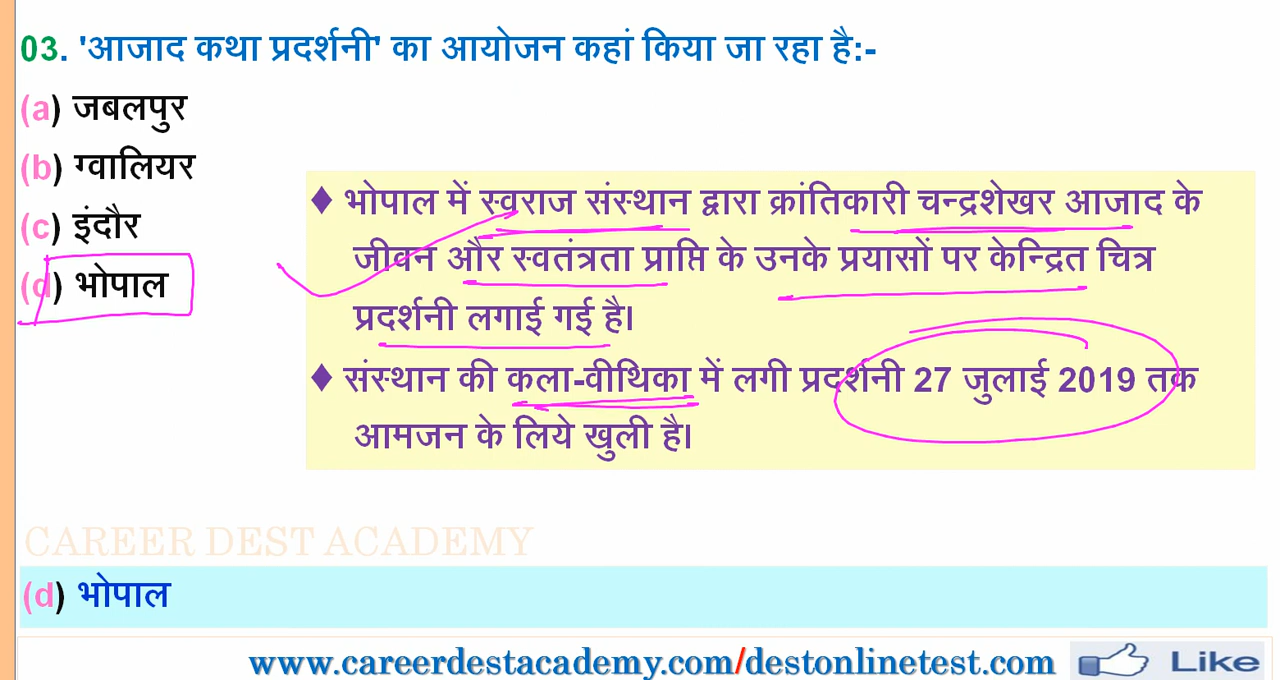 03. 'आजाद कथा प्रदर्शनी' का आयोजन कहां किया जा रहा है:-
(a) जबलपुर
(b) ग्वालियर
(c) इंदौर
(d) भोपाल
♦ भोपाल में स्वराज संस्थान द्वारा क्रांतिकारी चन्द्रशेखर आजाद के
जीवन और स्वतंत्रता प्राप्ति के उनके प्रयासों पर केन्द्रित चित्र
प्रदर्शनी लगाई गई है।
♦ संस्थान की कला-वीथिका में लगी प्रदर्शनी 27 जुलाई 2019 तक
आमजन के लिये खुली है।
CAREER DEST ACADEMY
(d) भोपाल
www.careerdestacademy.com/destonlinetest.com Like